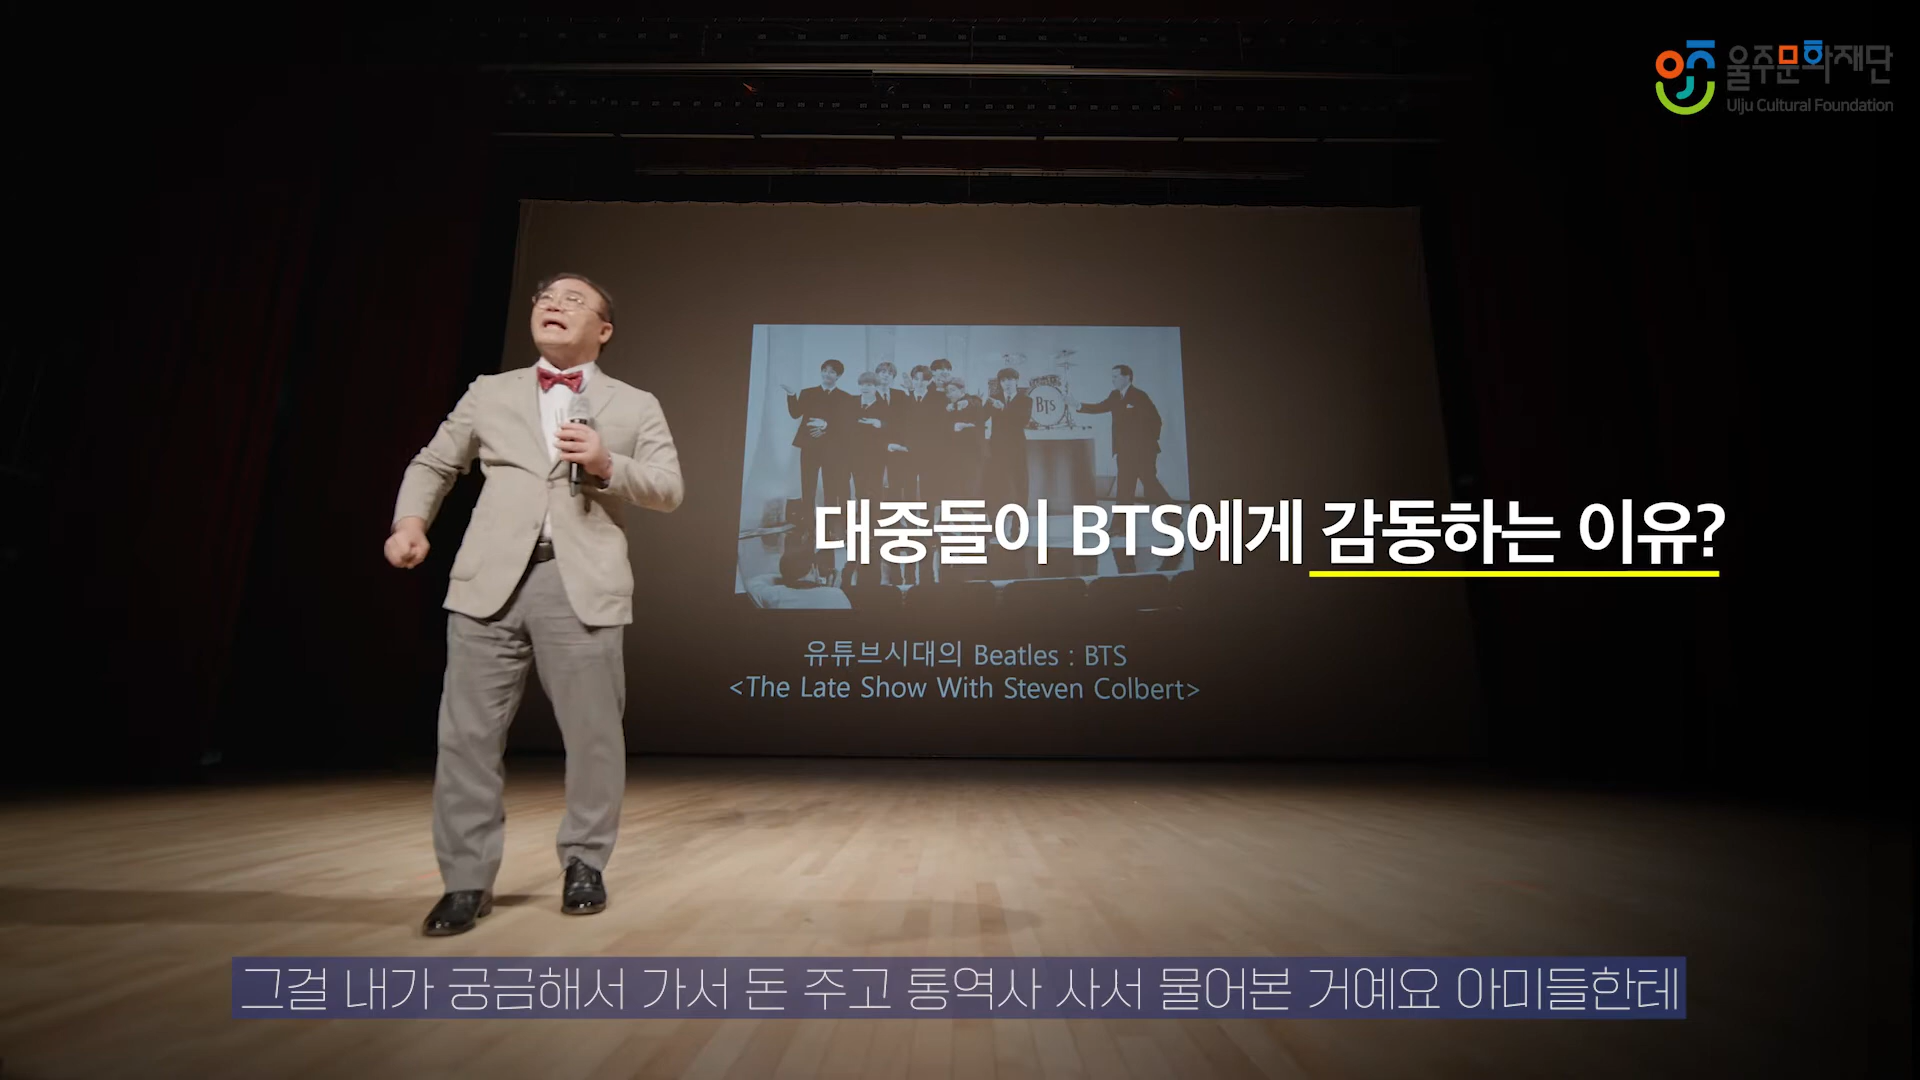 울주문화재단
Ulju Cultural Foundation
BTS
대중들이 BTS에게 감동하는 이유?
유튜브시대의 Beatles : BTS
<The Late Show With Steven Colbert>
그걸 내가 궁금해서 가서 돈 주고 통역사 사서 물어본 거예요 아미들한테